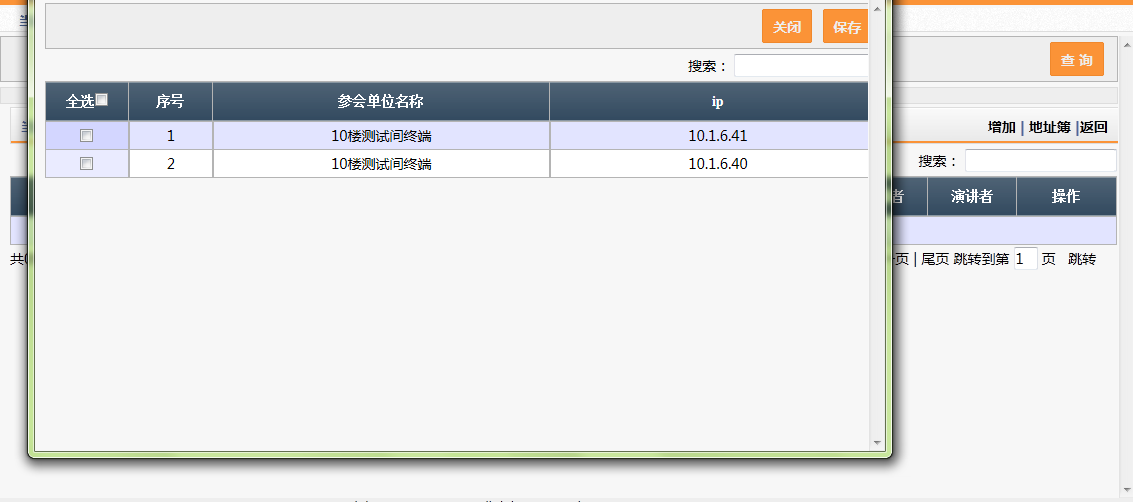 关闭 保存
查 询
搜索：
全选 序号 参会单位名称 ip
1 10楼测试间终端 10.1.6.41
2 10楼测试间终端 10.1.6.40
增加 | 地址簿 |返回
搜索：
者 演讲者 操作
共
页 | 尾页 跳转到第 1 页 跳转